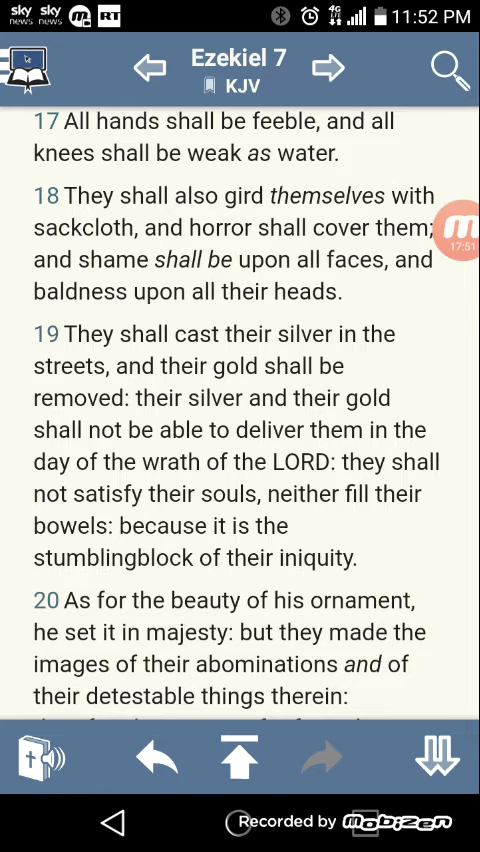 sky news sky news m RT 4G LTE 11:52 PM
Ezekiel 7
KJV
17 All hands shall be feeble, and all
knees shall be weak as water.
18 They shall also gird themselves with
sackcloth, and horror shall cover them;
and shame shall be upon all faces, and
baldness upon all their heads.
m
17:51
19 They shall cast their silver in the
streets, and their gold shall be
removed: their silver and their gold
shall not be able to deliver them in the
day of the wrath of the LORD: they shall
not satisfy their souls, neither fill their
bowels: because it is the
stumblingblock of their iniquity.
20 As for the beauty of his ornament,
he set it in majesty: but they made the
images of their abominations and of
their detestable things therein:
Recorded by mobizen